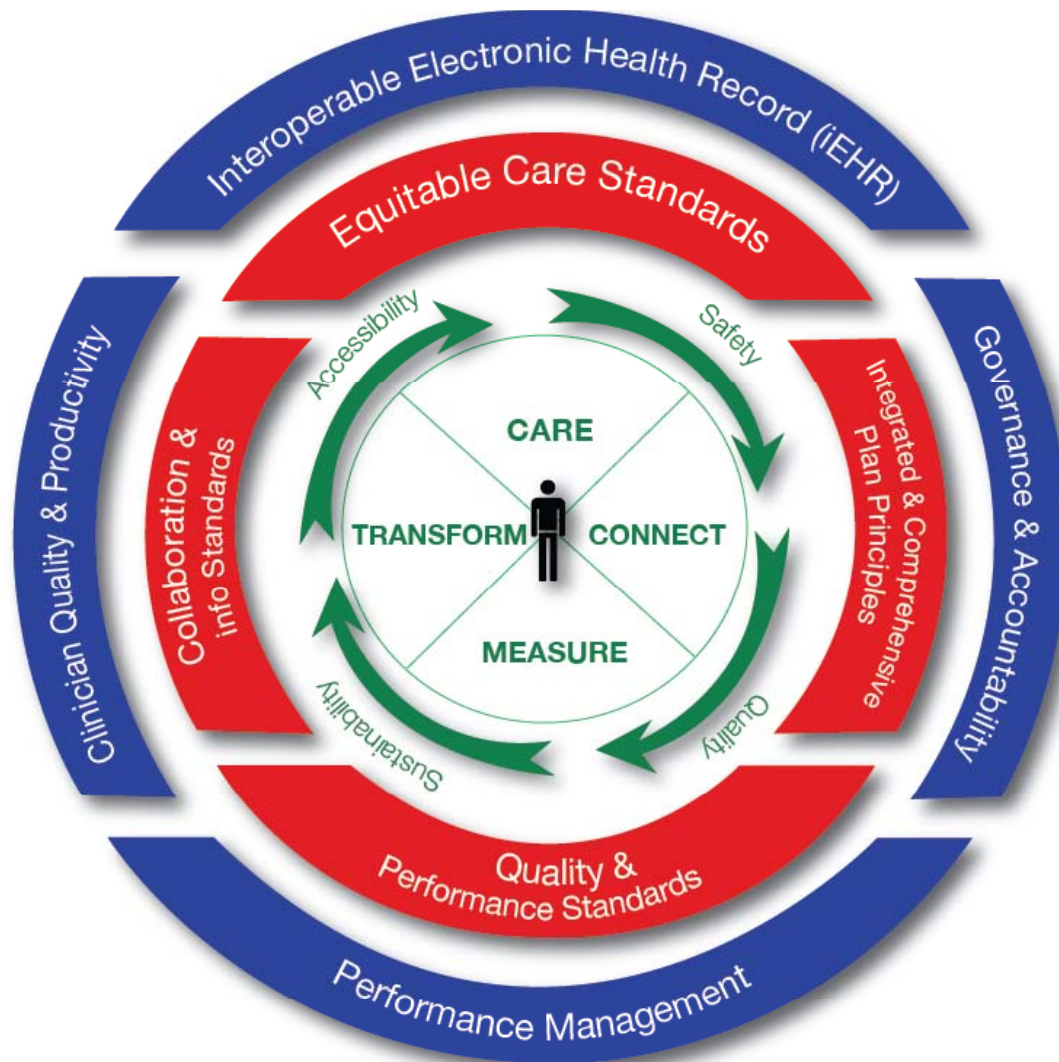 Interoperable Electronic Health Record (iEHR)
Equitable Care Standards
Accessibility
Safety
Clinician Quality & Productivity
Collaboration &
info Standards
CARE
TRANSFORM
CONNECT
MEASURE
Integrated & Comprehensive
Plan Principles
Governance & Accountability
Sustainability
Quality
Quality &
Performance Standards
Performance Management